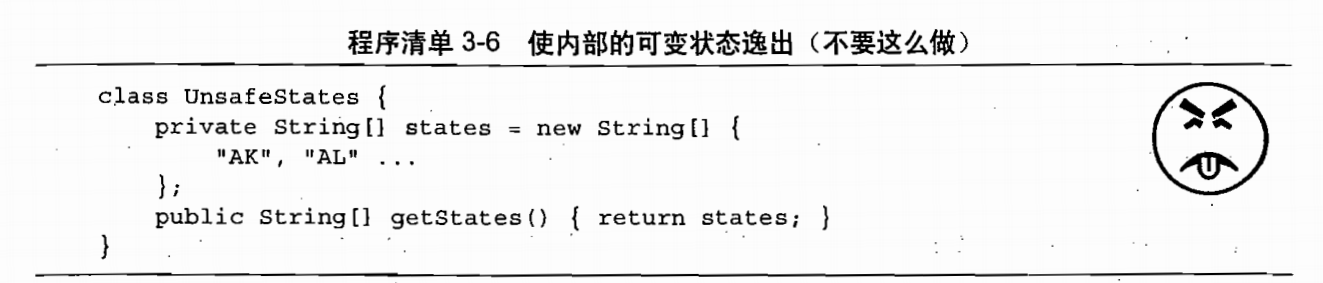 程序清单 3-6 使内部的可变状态逸出（不要这么做）
class UnsafeStates {
    private String[] states = new String[] {
        "AK", "AL" ...
    };
    public String[] getStates() { return states; }
}